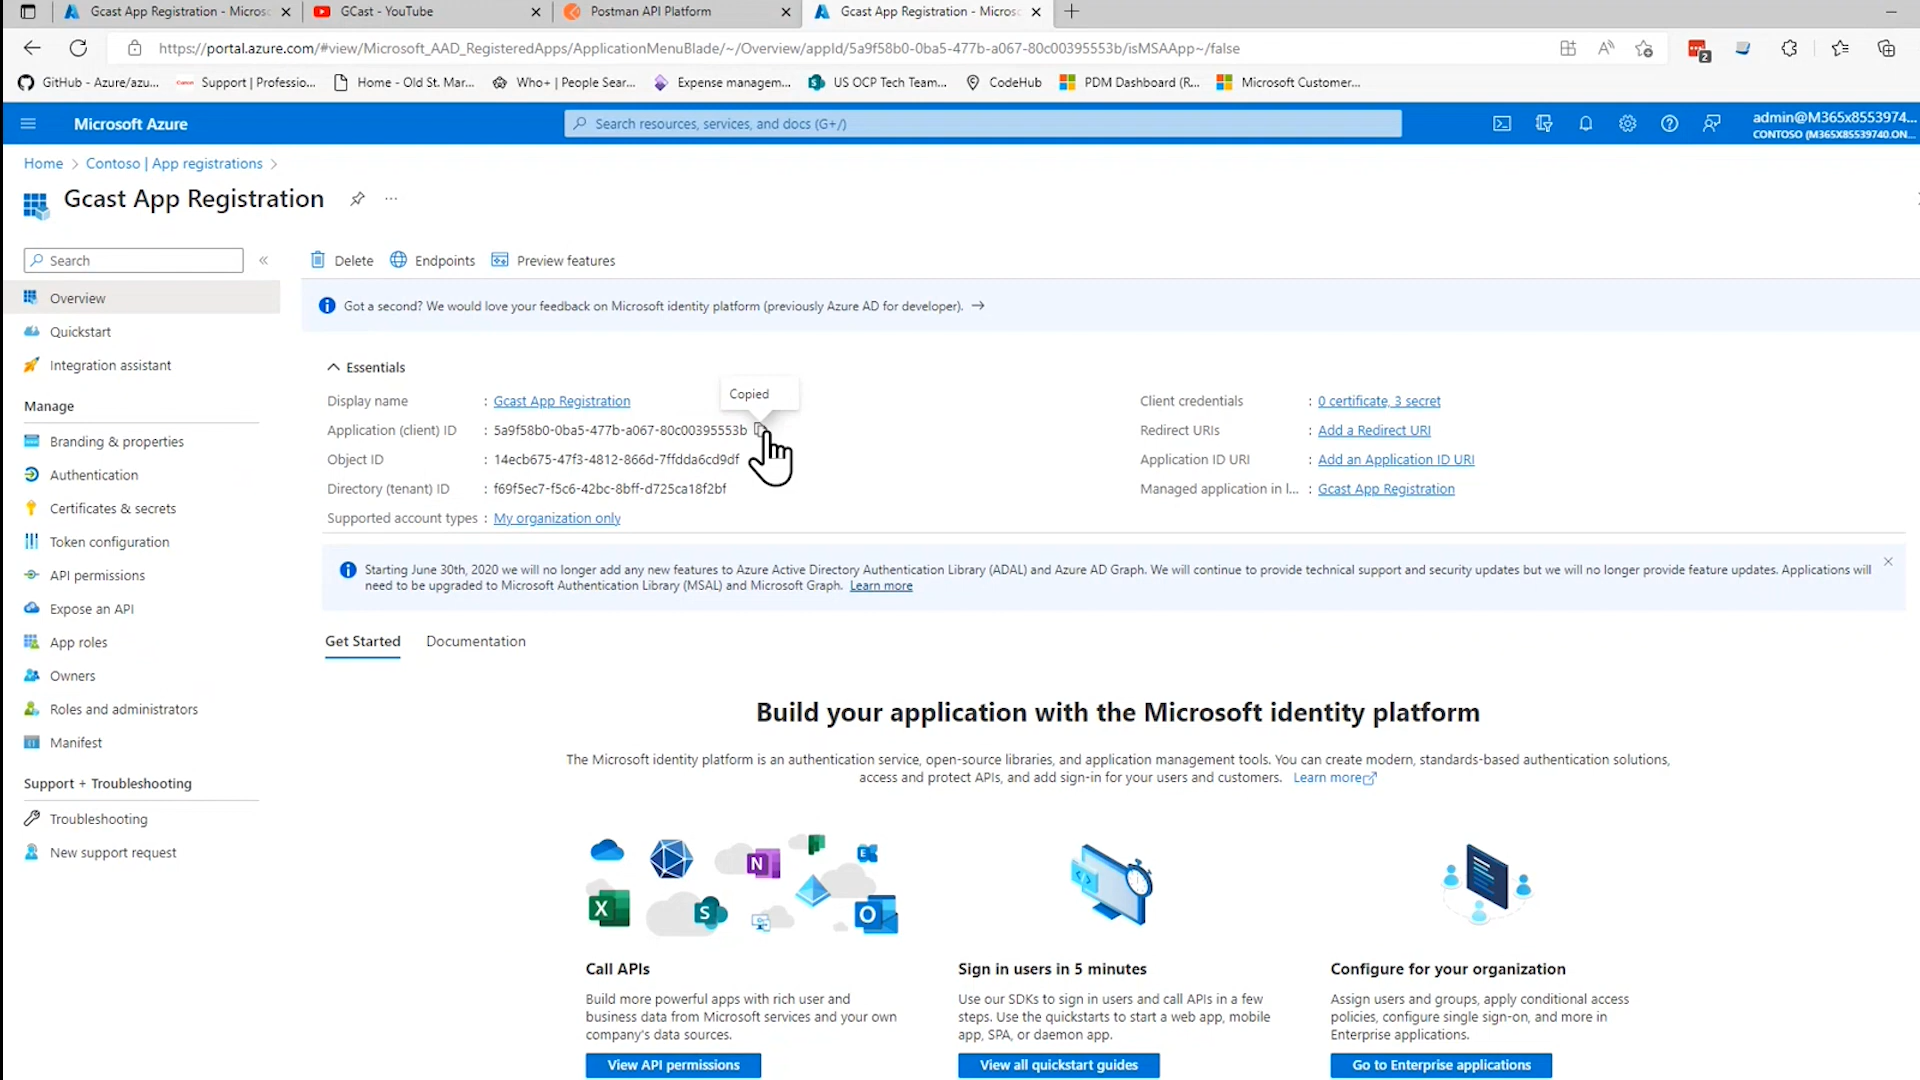 Gcast App Registration - Micros
GCast - YouTube
Postman API Platform
Gcast App Registration - Micros
https://portal.azure.com/#view/Microsoft_AAD_RegisteredApps/ApplicationMenuBlade/~/Overview/appId/5a9f58b0-0ba5-477b-a067-80c00395553b/isMSAApp~/false
2
GitHub - Azure/azu...
Support | Professio...
Home - Old St. Mar...
Who+ | People Sear...
Expense managem...
US OCP Tech Team...
CodeHub
PDM Dashboard (R...
Microsoft Customer...
Microsoft Azure
Search resources, services, and docs (G+/)
admin@M365x8553974...
CONTOSO (M365X85539740.ON...
Home > Contoso | App registrations >
Gcast App Registration
Search
Overview
Quickstart
Integration assistant
Manage
Branding & properties
Authentication
Certificates & secrets
Token configuration
API permissions
Expose an API
App roles
Owners
Roles and administrators
Manifest
Support + Troubleshooting
Troubleshooting
New support request
Delete
Endpoints
Preview features
Got a second? We would love your feedback on Microsoft identity platform (previously Azure AD for developer). →
Essentials
Copied
Display name : Gcast App Registration
Application (client) ID : 5a9f58b0-0ba5-477b-a067-80c00395553b
Object ID : 14ecb675-47f3-4812-866d-7ffdda6cd9df
Directory (tenant) ID : f69f5ec7-f5c6-42bc-8bff-d725ca18f2bf
Supported account types : My organization only
Client credentials : 0 certificate, 3 secret
Redirect URIs : Add a Redirect URI
Application ID URI : Add an Application ID URI
Managed application in l... : Gcast App Registration
Starting June 30th, 2020 we will no longer add any new features to Azure Active Directory Authentication Library (ADAL) and Azure AD Graph. We will continue to provide technical support and security updates but we will no longer provide feature updates. Applications will
need to be upgraded to Microsoft Authentication Library (MSAL) and Microsoft Graph. Learn more
Get Started
Documentation
Build your application with the Microsoft identity platform
The Microsoft identity platform is an authentication service, open-source libraries, and application management tools. You can create modern, standards-based authentication solutions,
access and protect APIs, and add sign-in for your users and customers. Learn more
Call APIs
Build more powerful apps with rich user and
business data from Microsoft services and your own
company's data sources.
View API permissions
Sign in users in 5 minutes
Use our SDKs to sign in users and call APIs in a few
steps. Use the quickstarts to start a web app, mobile
app, SPA, or daemon app.
View all quickstart guides
Configure for your organization
Assign users and groups, apply conditional access
policies, configure single sign-on, and more in
Enterprise applications.
Go to Enterprise applications